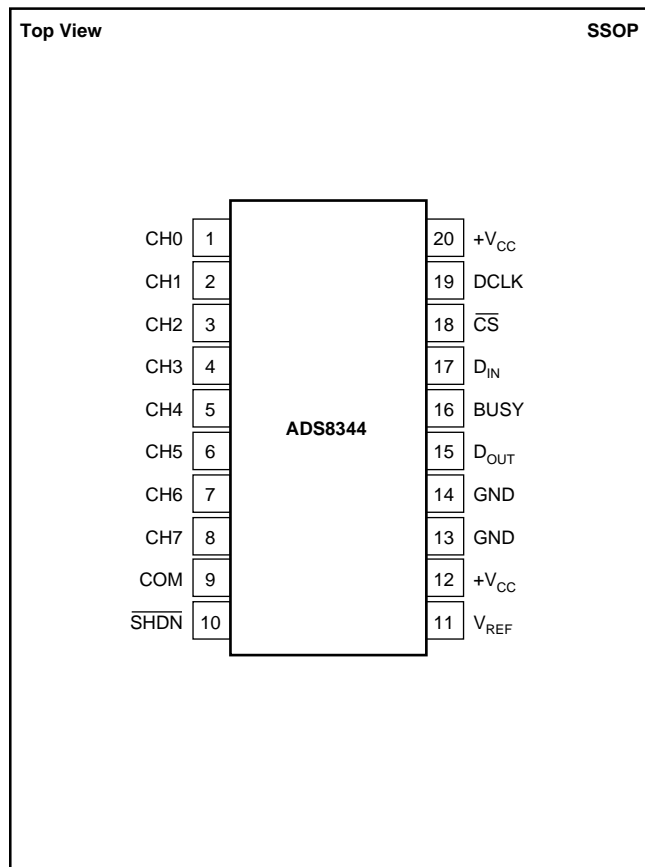 Top View SSOP
CH0 1 20 +VCC
CH1 2 19 DCLK
CH2 3 18 C̅S̅
CH3 4 17 DIN
CH4 5 16 BUSY
ADS8344
CH5 6 15 DOUT
CH6 7 14 GND
CH7 8 13 GND
COM 9 12 +VCC
S̅H̅D̅N̅ 10 11 VREF